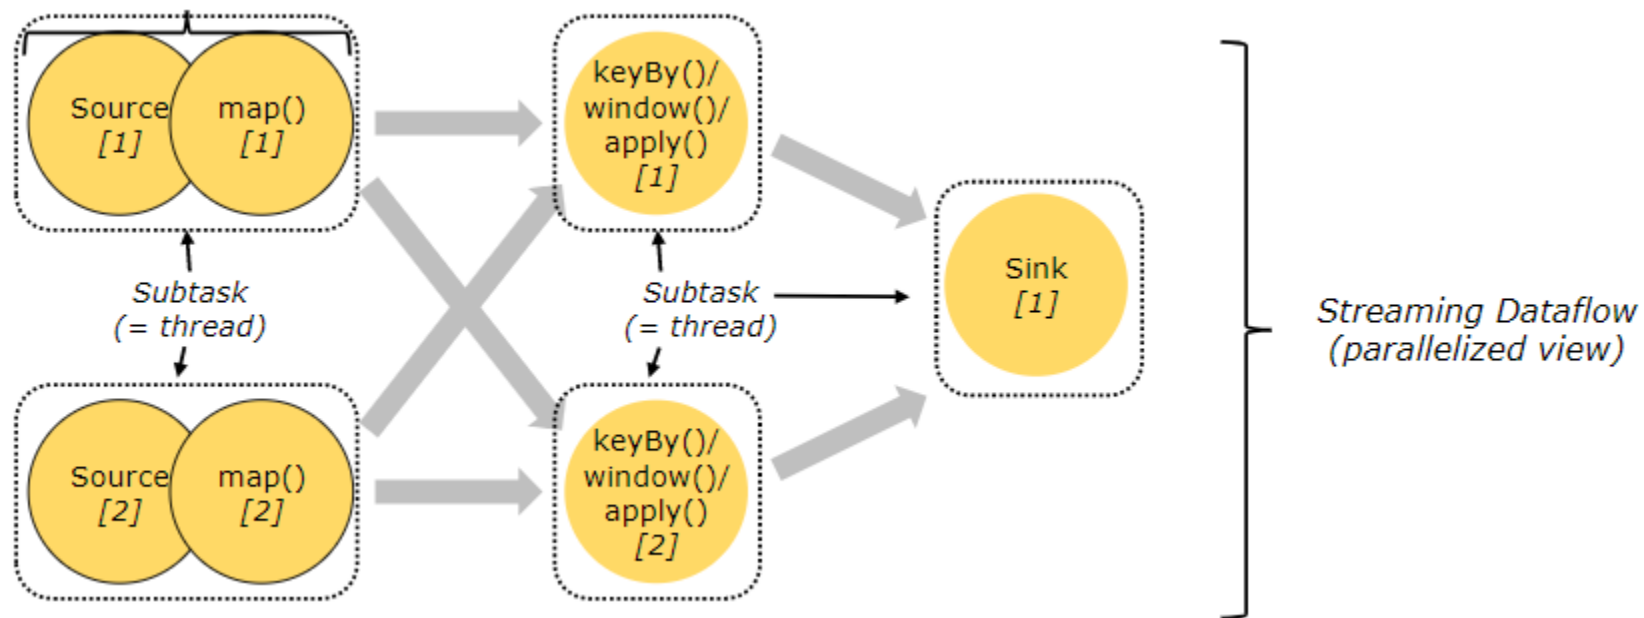 Source
[1]
map()
[1]
keyBy()/
window()/
apply()
[1]
Subtask
(= thread)
Subtask
(= thread)
Sink
[1]
Streaming Dataflow
(parallelized view)
Source
[2]
map()
[2]
keyBy()/
window()/
apply()
[2]